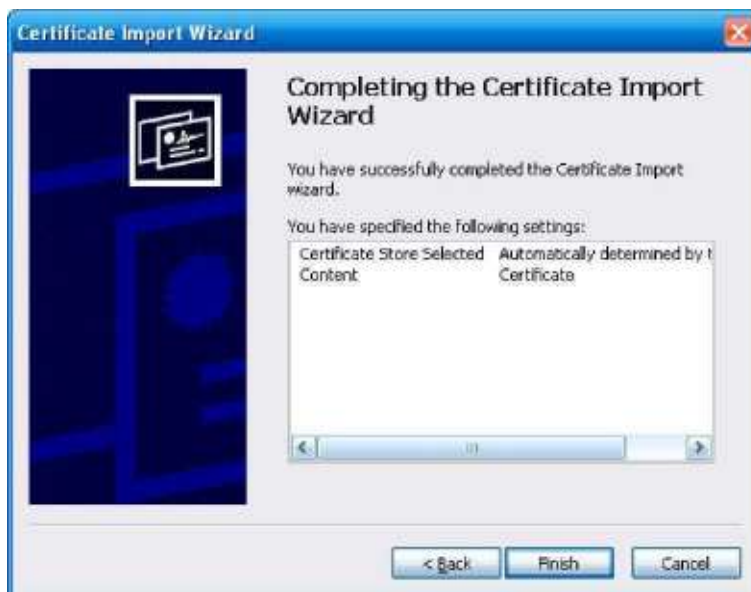 Certificate Import Wizard
Completing the Certificate Import
Wizard
You have successfully completed the Certificate Import
wizard.
You have specified the following settings:
Certificate Store Selected Automatically determined by t
Content Certificate
< Back Finish Cancel